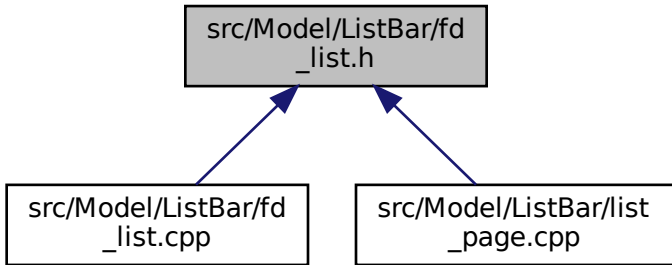 src/Model/ListBar/fd
_list.h
src/Model/ListBar/fd
_list.cpp
src/Model/ListBar/list
_page.cpp